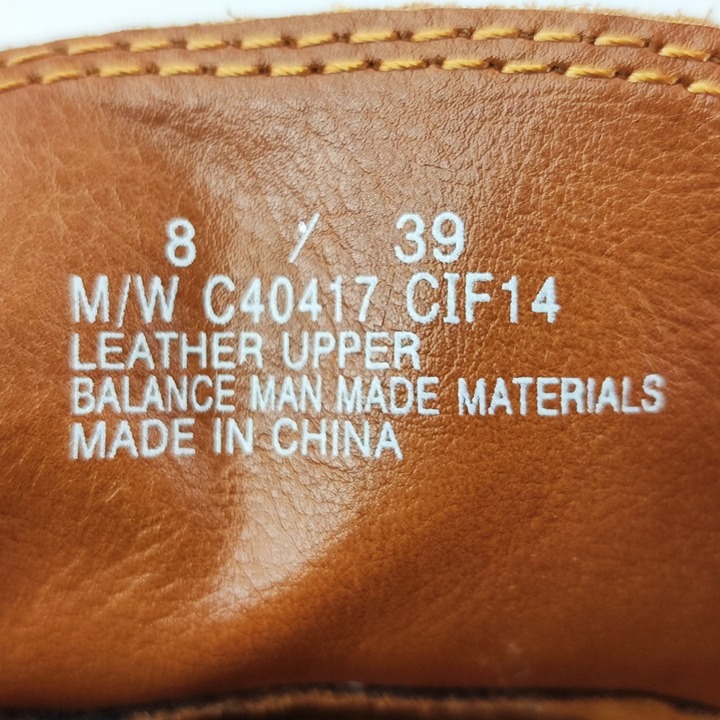 8 / 39
M/W C40417 CIF14
LEATHER UPPER
BALANCE MAN MADE MATERIALS
MADE IN CHINA